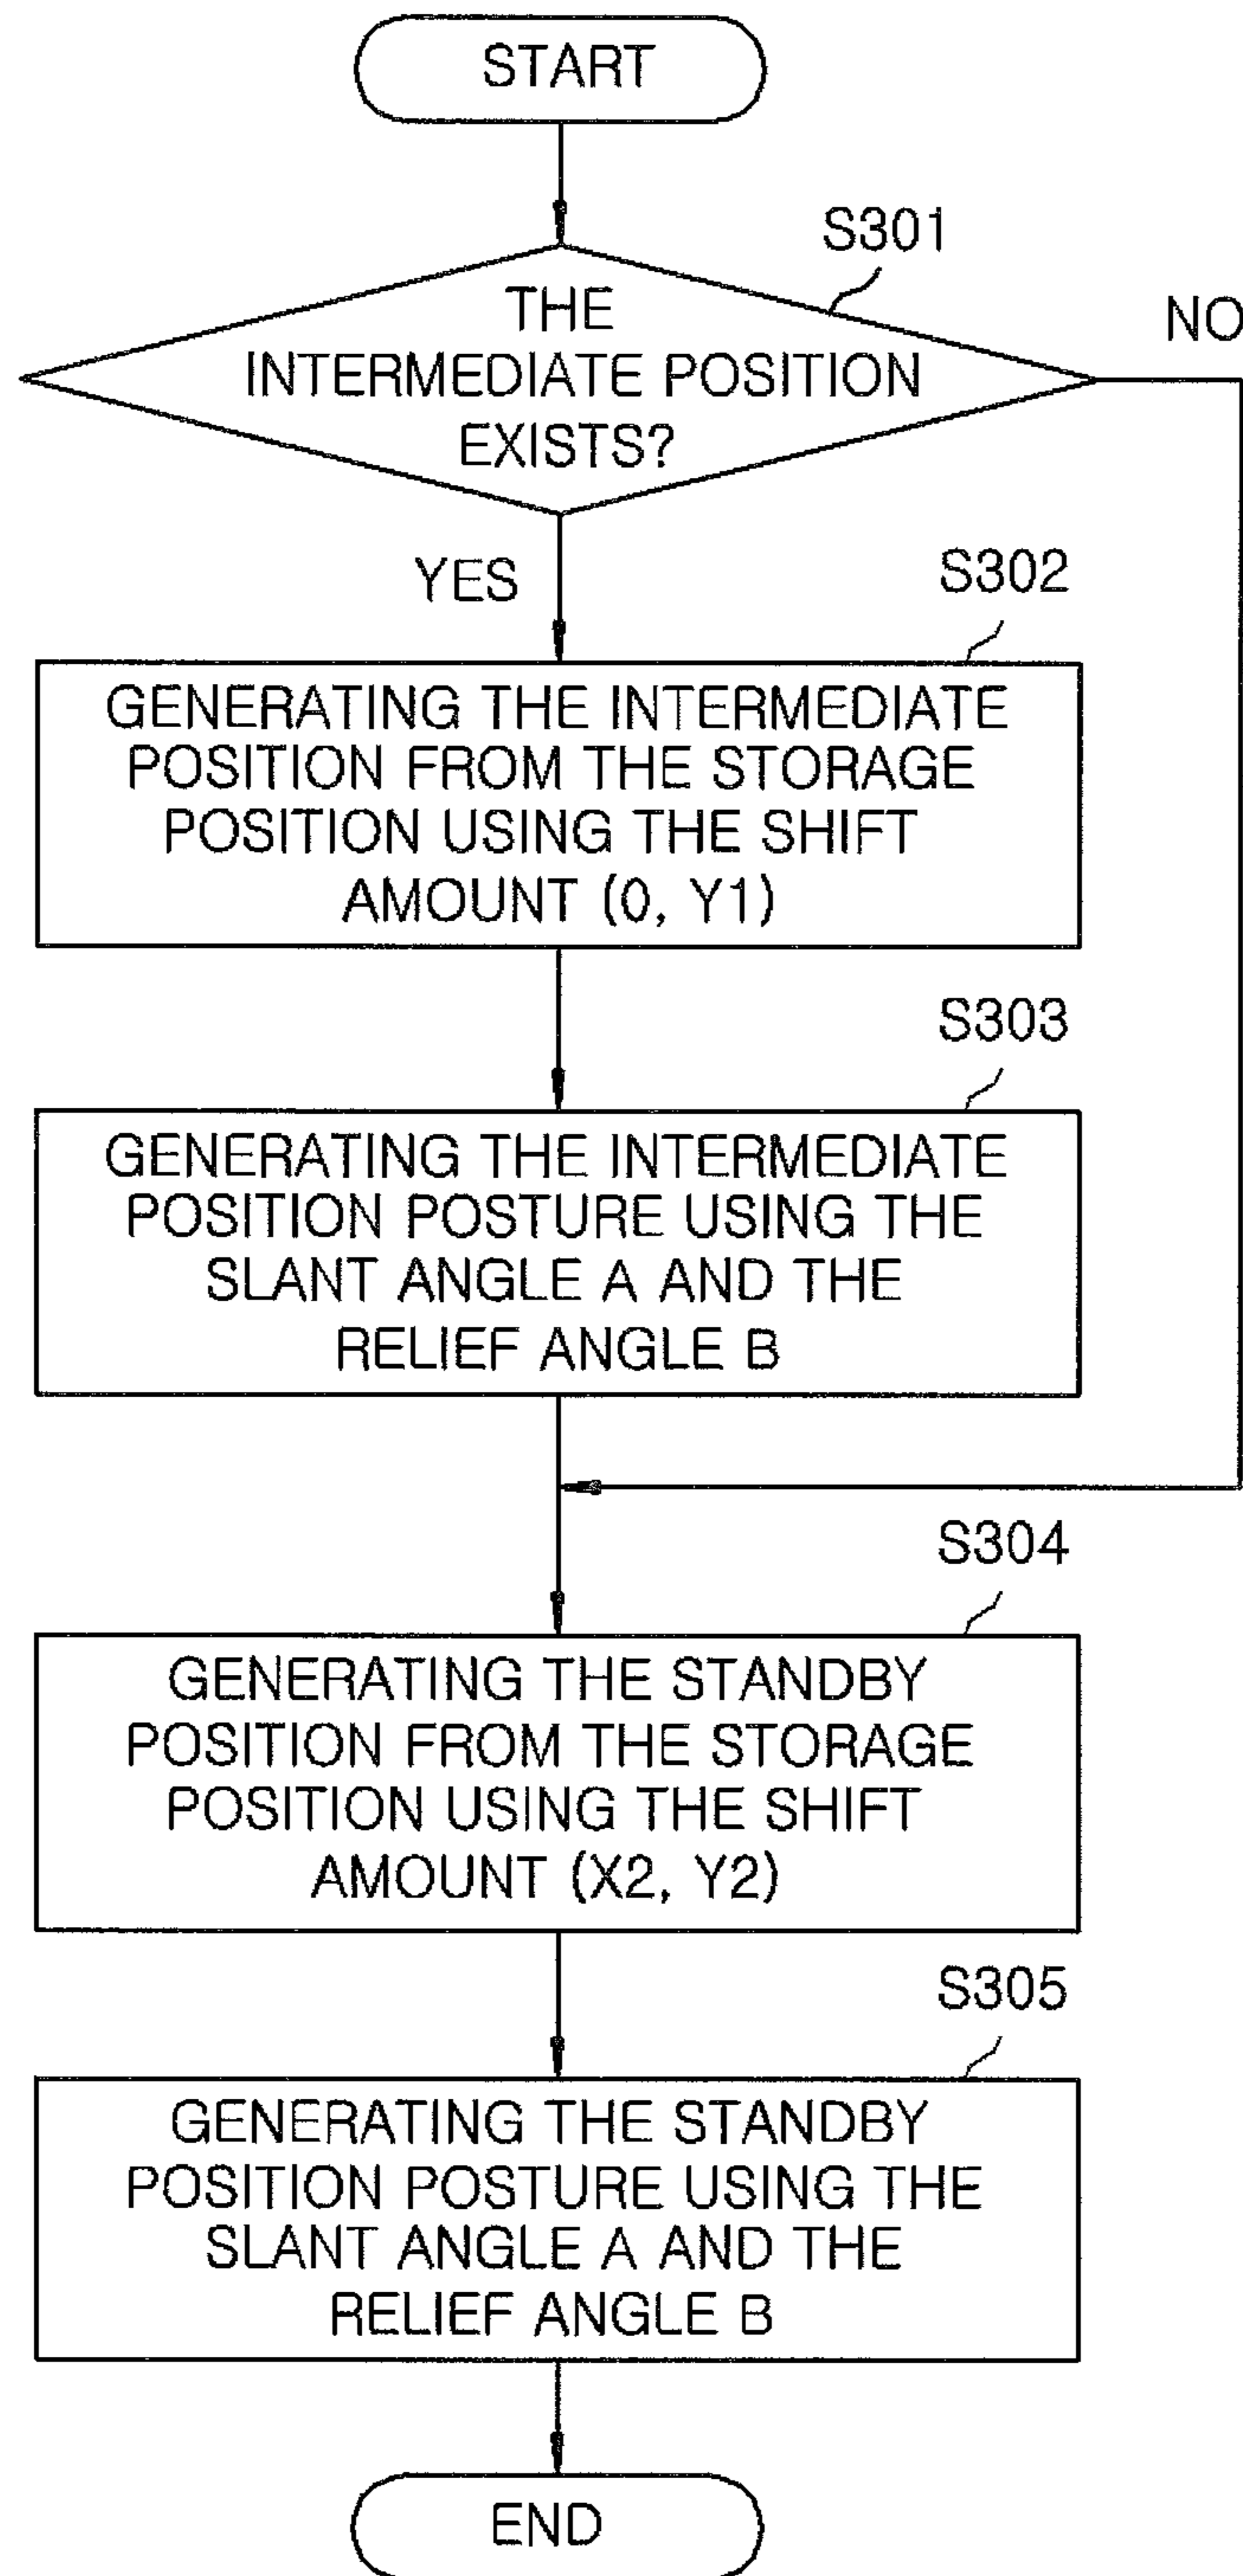 START
S301
NO
THE
INTERMEDIATE POSITION
EXISTS?
YES
S302
GENERATING THE INTERMEDIATE
POSITION FROM THE STORAGE
POSITION USING THE SHIFT
AMOUNT (0, Y1)
S303
GENERATING THE INTERMEDIATE
POSITION POSTURE USING THE
SLANT ANGLE A AND THE
RELIEF ANGLE B
S304
GENERATING THE STANDBY
POSITION FROM THE STORAGE
POSITION USING THE SHIFT
AMOUNT (X2, Y2)
S305
GENERATING THE STANDBY
POSITION POSTURE USING THE
SLANT ANGLE A AND THE
RELIEF ANGLE B
END